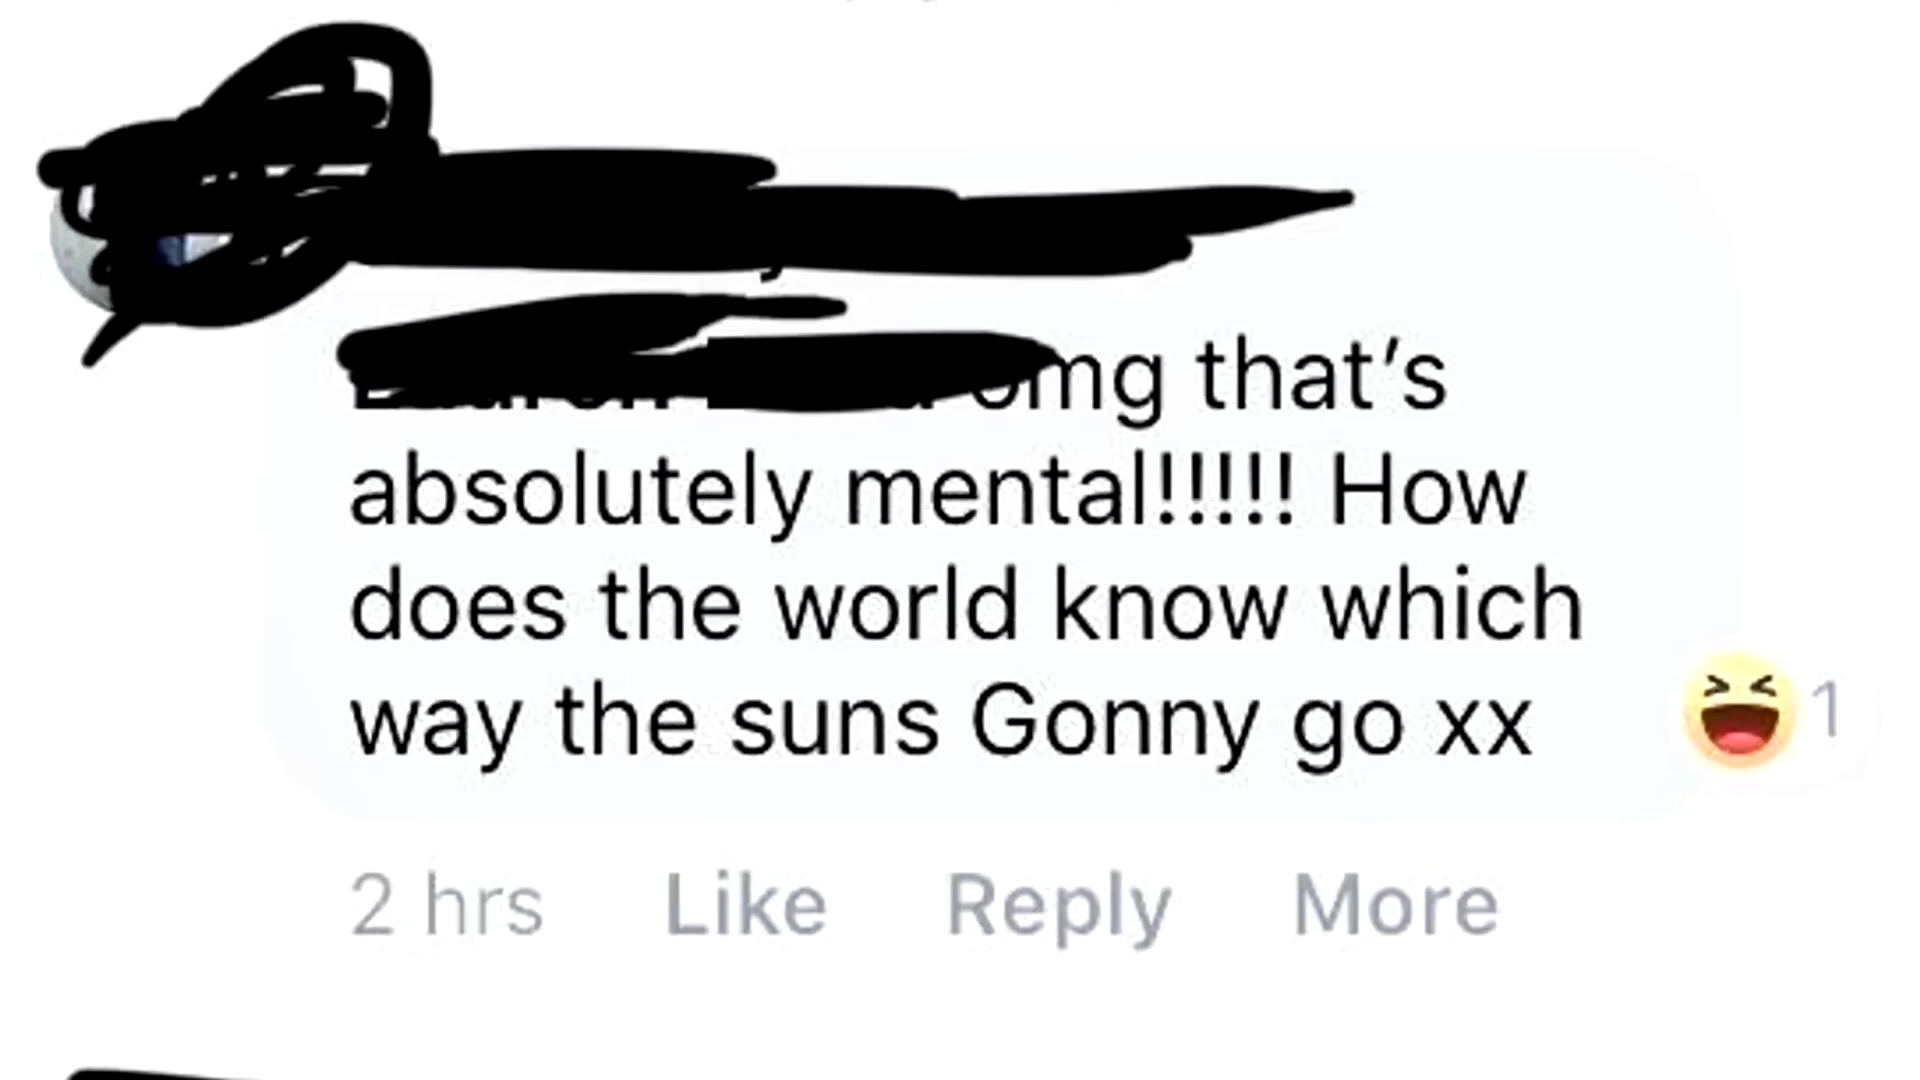 omg that’s
absolutely mental!!!!! How
does the world know which
way the suns Gonny go xx
1
2 hrs Like Reply More